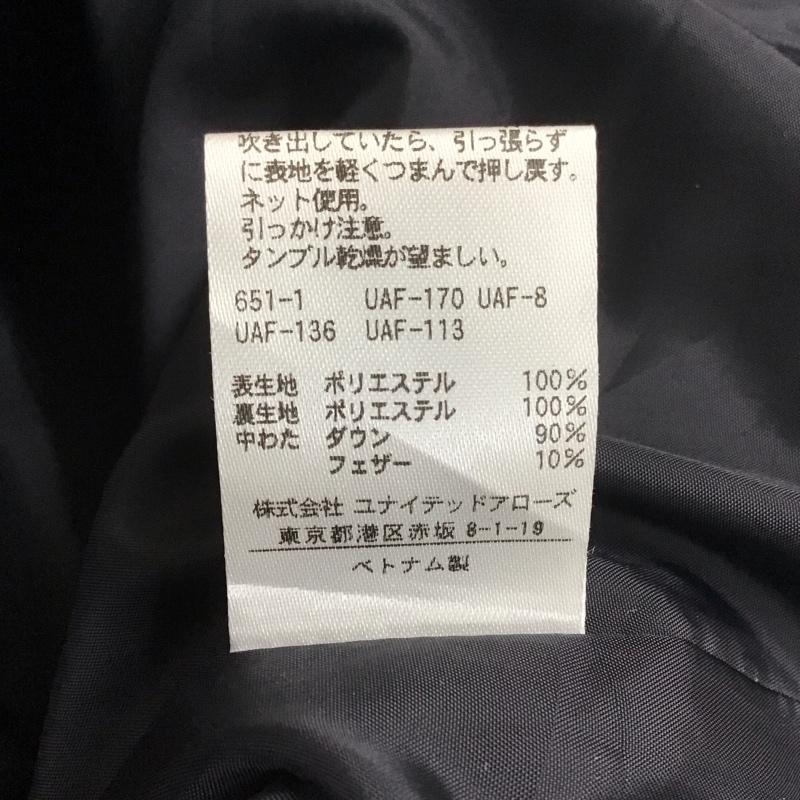 吹き出していたら、引っ張らず
に表地を軽くつまんで押し戻す。
ネット使用。
引っかけ注意。
タンブル乾燥が望ましい。
651-1 UAF-170 UAF-8
UAF-136 UAF-113
表生地 ポリエステル 100%
裏生地 ポリエステル 100%
中わた ダウン 90%
フェザー 10%
株式会社 ユナイテッドアローズ
東京都港区赤坂 8-1-19
ベトナム製